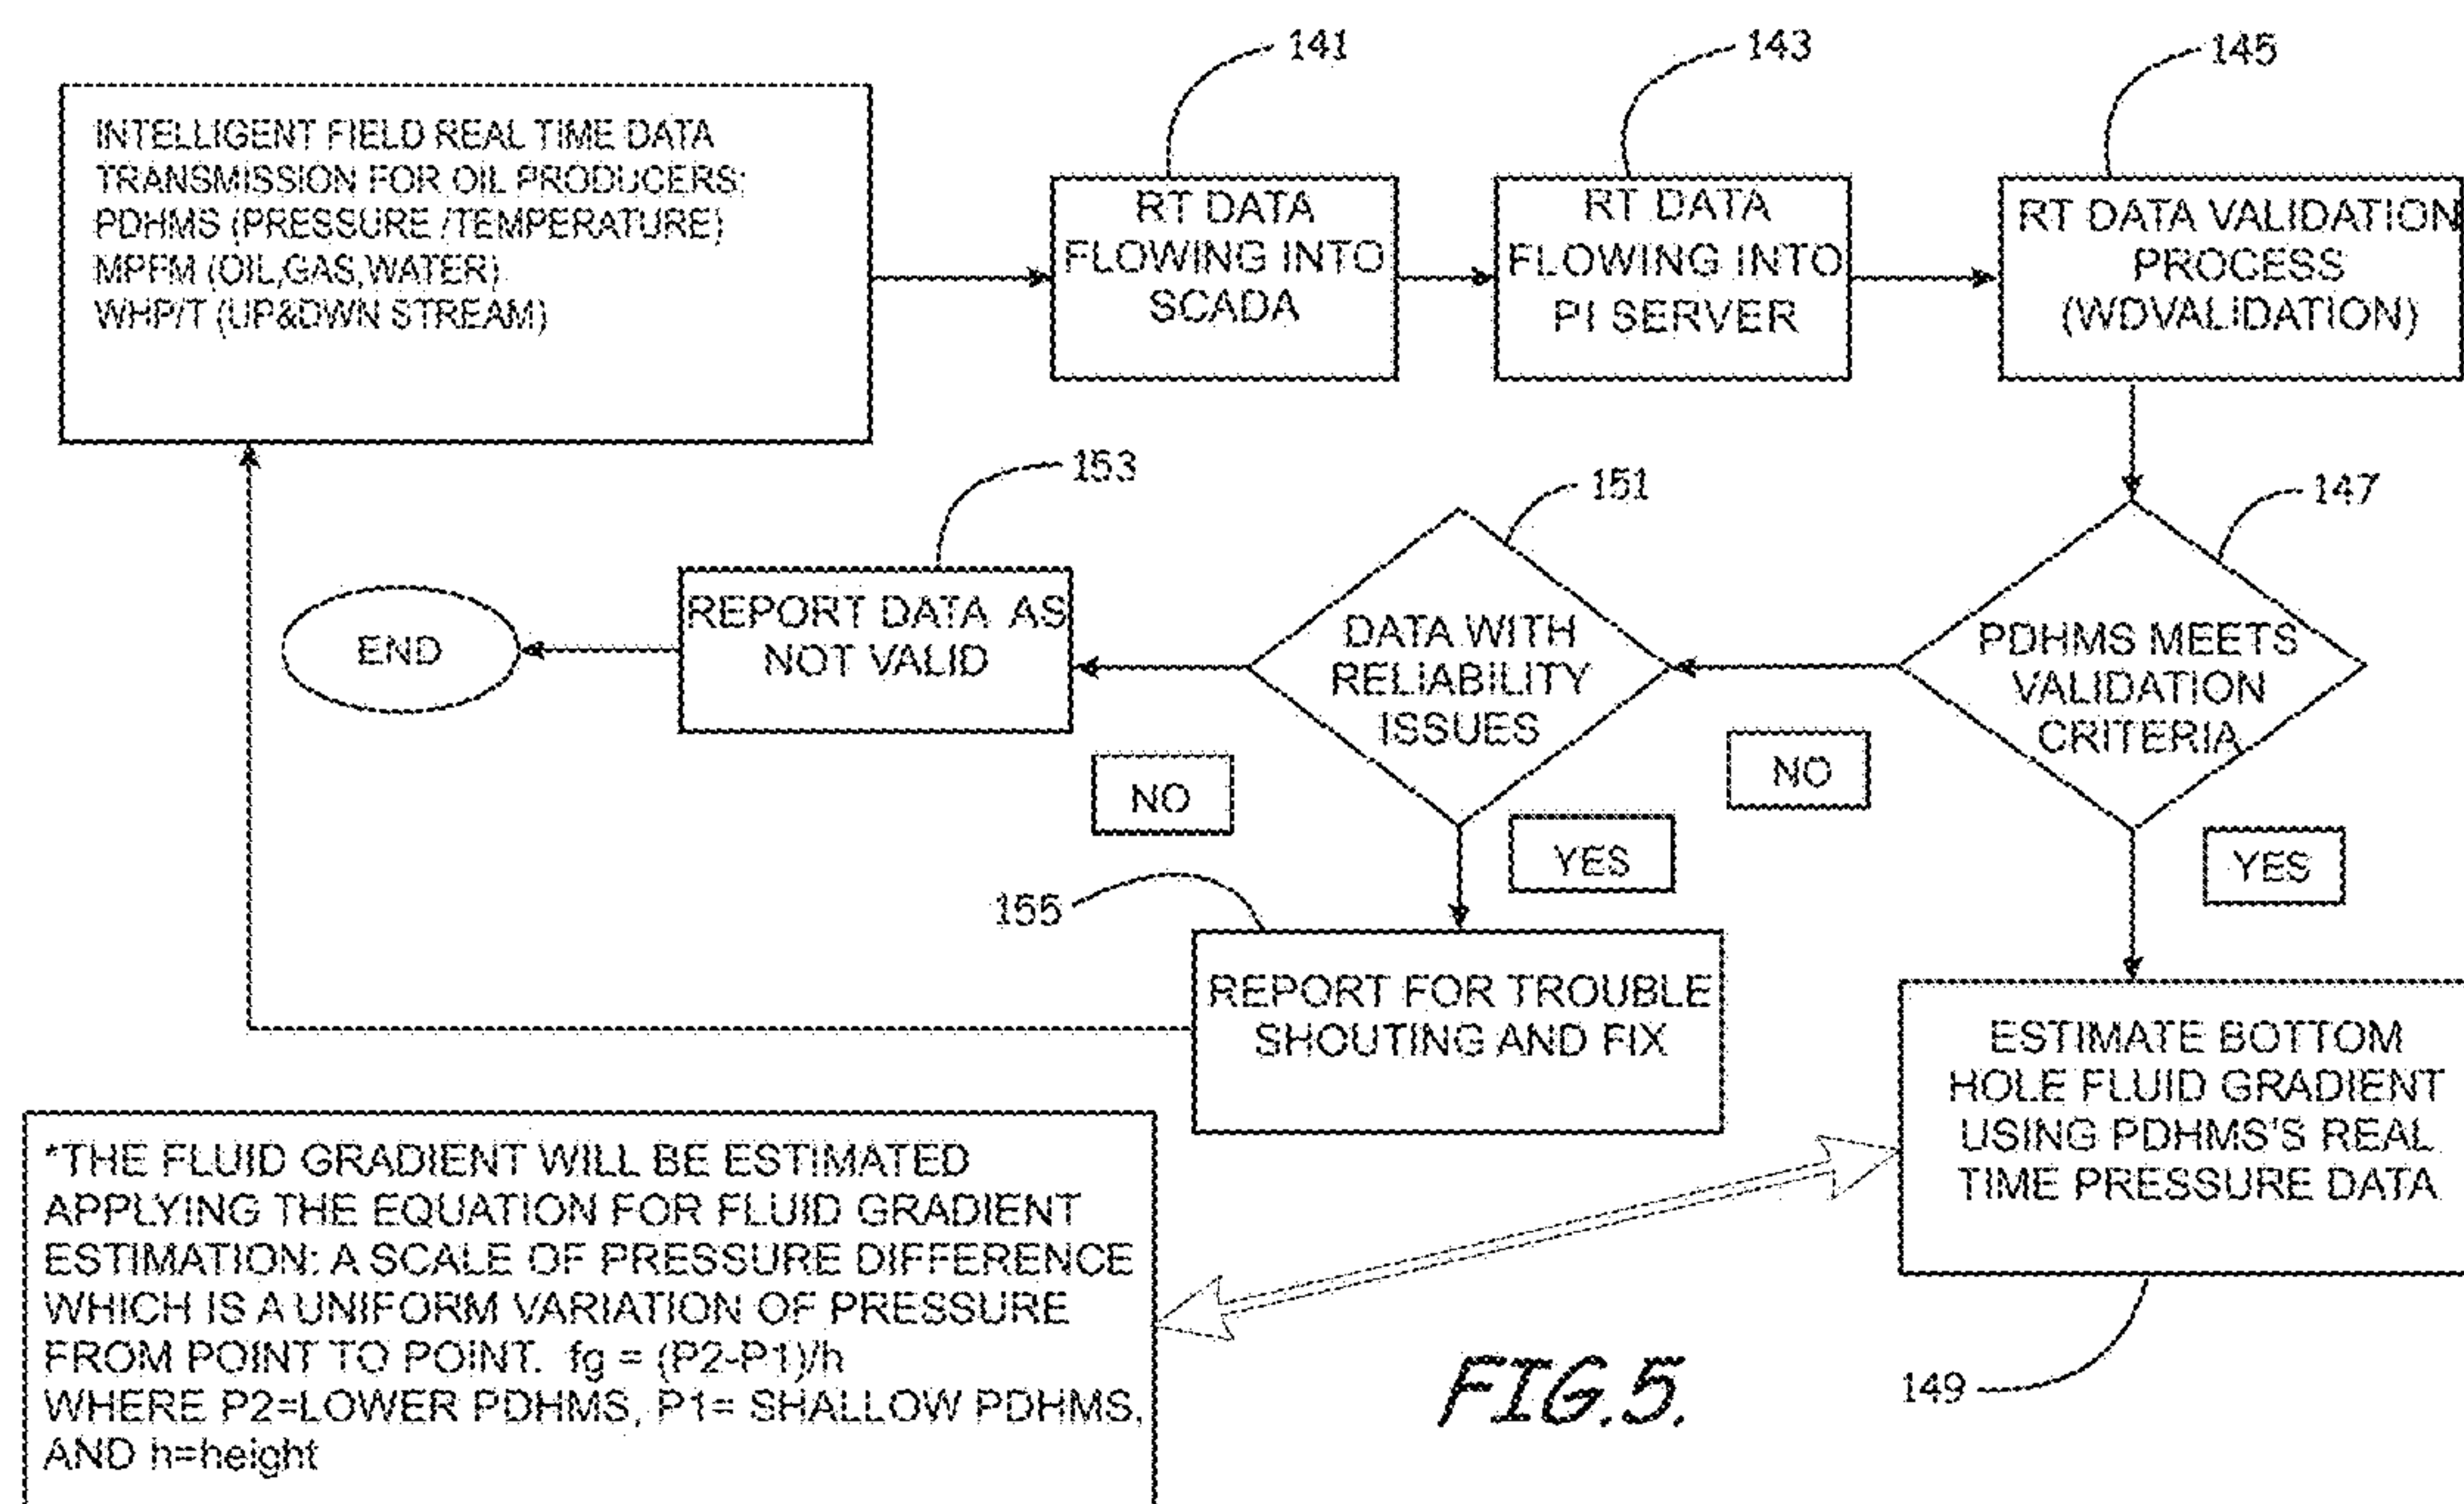 141
143
145
INTELLIGENT FIELD REAL TIME DATA
TRANSMISSION FOR OIL PRODUCERS:
PDHMS (PRESSURE /TEMPERATURE)
MPFM (OIL,GAS,WATER)
WHP/T (UP&DWN STREAM)
RT DATA
FLOWING INTO
SCADA
RT DATA
FLOWING INTO
PI SERVER
RT DATA VALIDATION
PROCESS
(WDVALIDATION)
153
151
147
END
REPORT DATA AS
NOT VALID
DATA WITH
RELIABILITY
ISSUES
PDHMS MEETS
VALIDATION
CRITERIA
NO
NO
YES
YES
155
REPORT FOR TROUBLE
SHOUTING AND FIX
ESTIMATE BOTTOM
HOLE FLUID GRADIENT
USING PDHMS'S REAL
TIME PRESSURE DATA
*THE FLUID GRADIENT WILL BE ESTIMATED
APPLYING THE EQUATION FOR FLUID GRADIENT
ESTIMATION: A SCALE OF PRESSURE DIFFERENCE
WHICH IS A UNIFORM VARIATION OF PRESSURE
FROM POINT TO POINT. fg = (P2-P1)/h
WHERE P2=LOWER PDHMS, P1= SHALLOW PDHMS,
AND h=height
149
FIG.5.